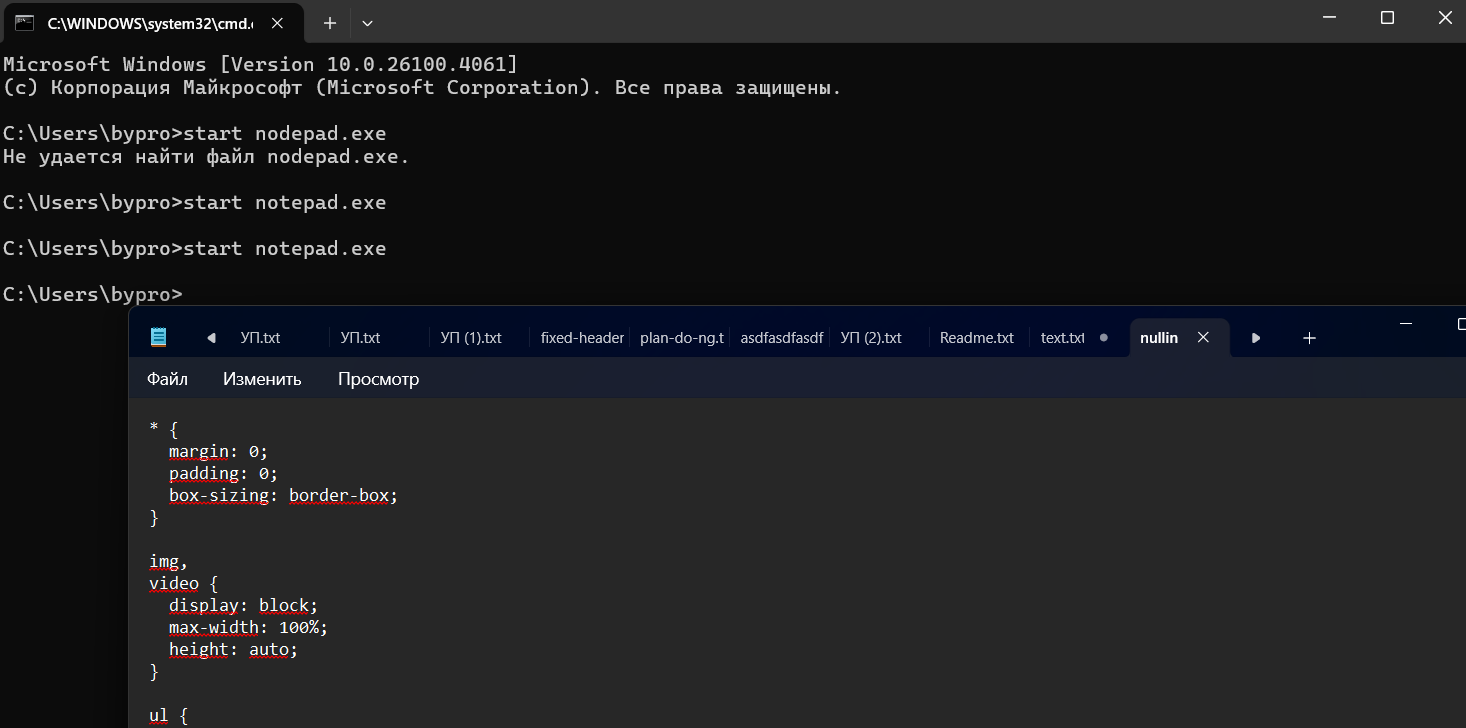 C:\WINDOWS\system32\cmd.
Microsoft Windows [Version 10.0.26100.4061]
(c) Корпорация Майкрософт (Microsoft Corporation). Все права защищены.
C:\Users\bypro>start nodepad.exe
Не удается найти файл nodepad.exe.
C:\Users\bypro>start notepad.exe
C:\Users\bypro>start notepad.exe
C:\Users\bypro>
УП.txt УП.txt УП (1).txt fixed-header plan-do-ng.t asdfasdfasdf УП (2).txt Readme.txt text.txt nullin
Файл Изменить Просмотр
* {
margin: 0;
padding: 0;
box-sizing: border-box;
}
img,
video {
display: block;
max-width: 100%;
height: auto;
}
ul {